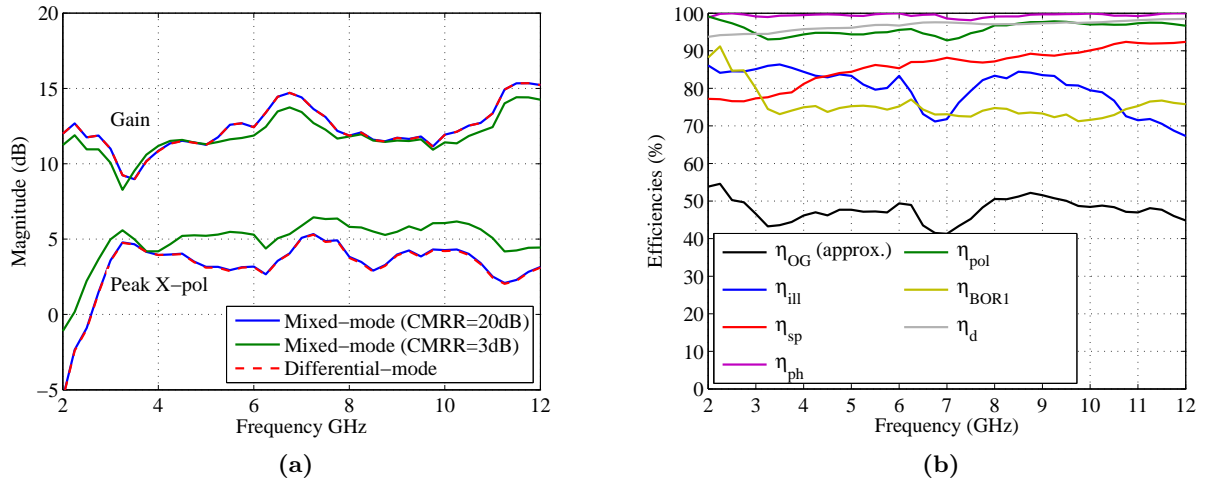 20
15
10
5
0
−5
2
4
6
8
10
12
Magnitude (dB)
Frequency GHz
Gain
Peak X−pol
Mixed−mode (CMRR=20dB)
Mixed−mode (CMRR=3dB)
Differential−mode
(a)
100
90
80
70
60
50
40
30
20
10
0
2
3
4
5
6
7
8
9
10
11
12
Efficiencies (%)
Frequency (GHz)
η_OG (approx.)
η_ill
η_sp
η_ph
η_pol
η_BOR1
η_d
(b)